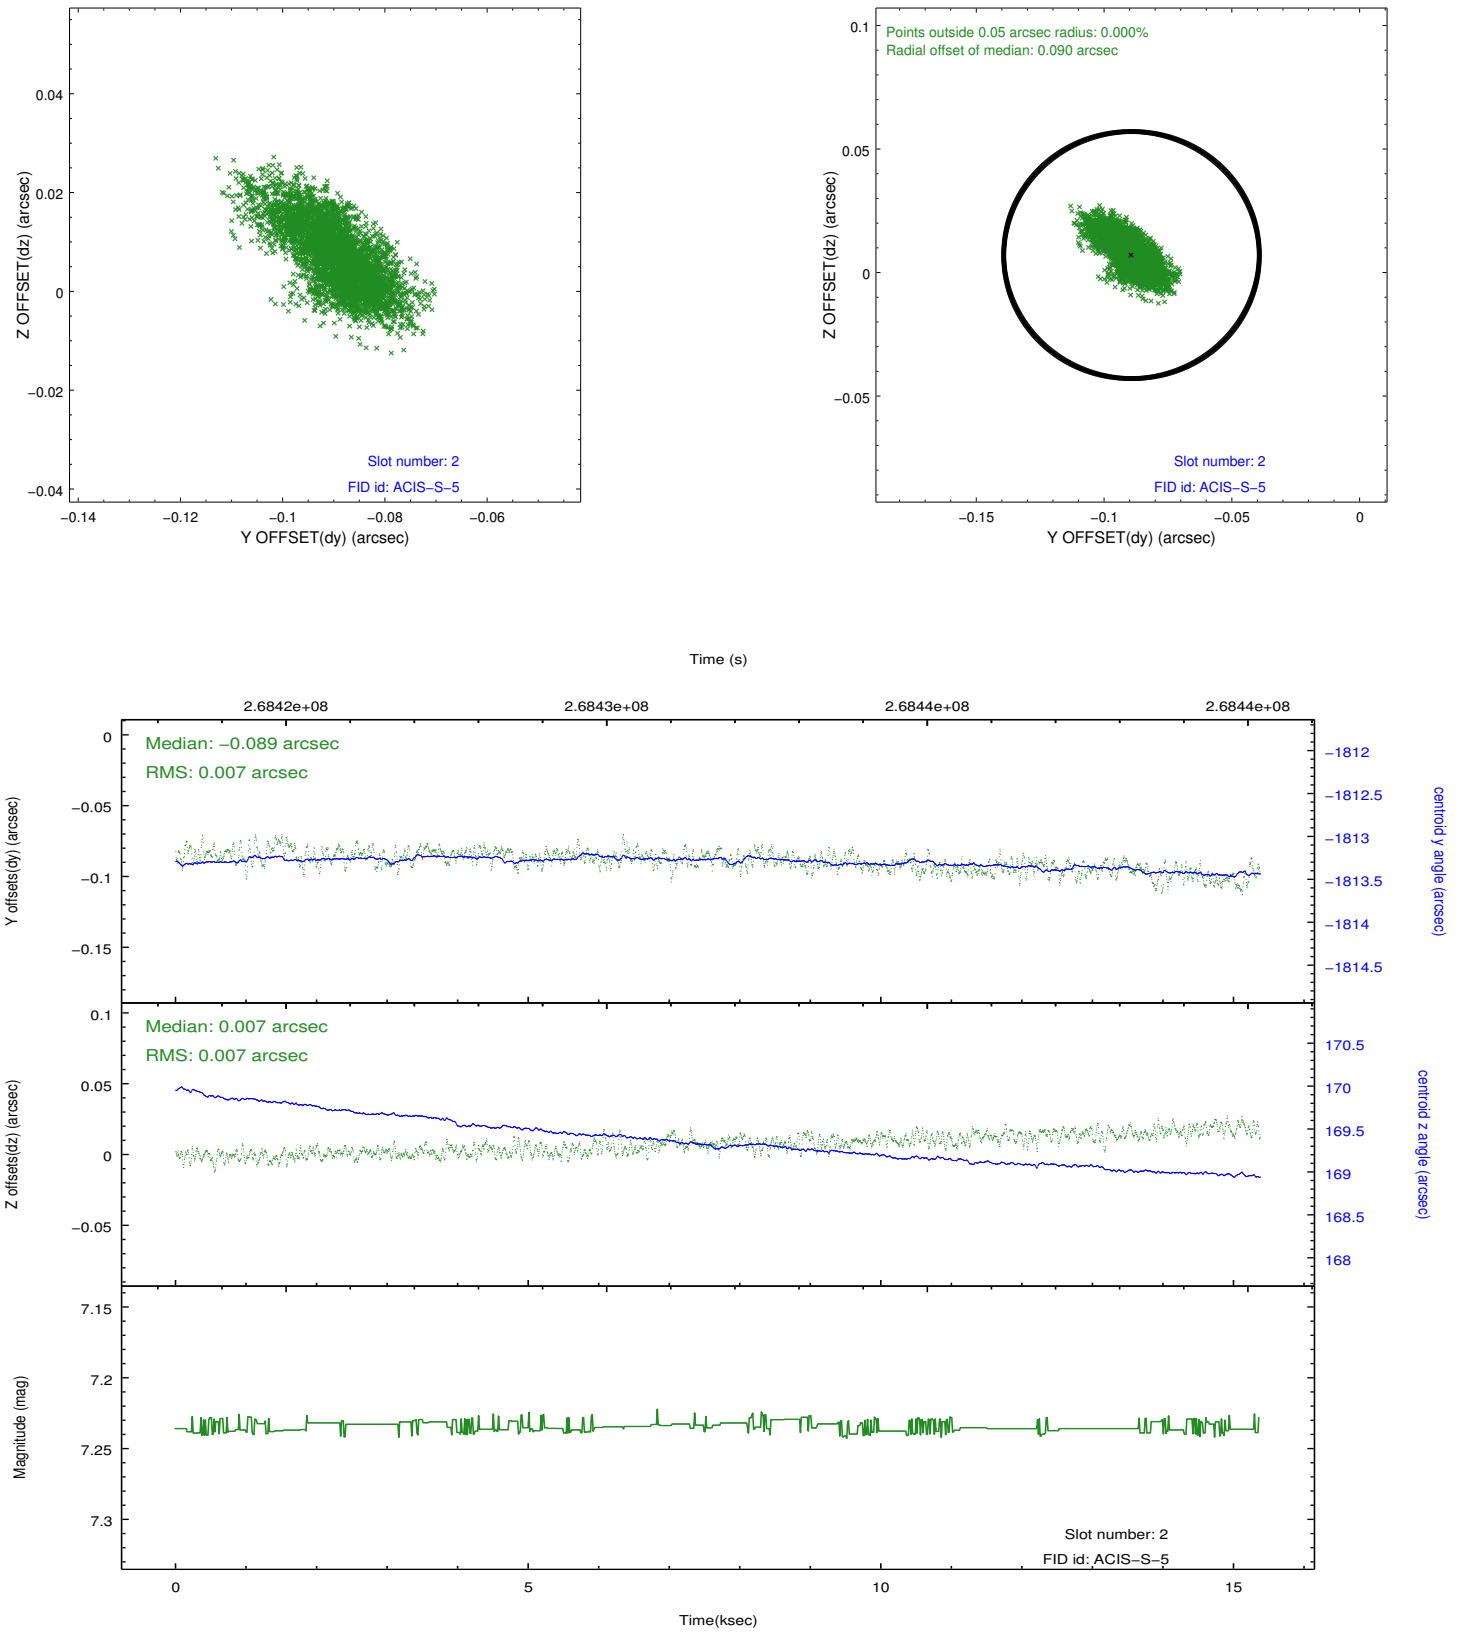 0.04
0.02
0
−0.02
−0.04
Z OFFSET(dz) (arcsec)
Slot number: 2
FID id: ACIS−S−5
−0.14 −0.12 −0.1 −0.08 −0.06
Y OFFSET(dy) (arcsec)
Points outside 0.05 arcsec radius: 0.000%
Radial offset of median: 0.090 arcsec
0.1
0.05
0
−0.05
Z OFFSET(dz) (arcsec)
Slot number: 2
FID id: ACIS−S−5
−0.15 −0.1 −0.05 0
Y OFFSET(dy) (arcsec)
Time (s)
2.6842e+08 2.6843e+08 2.6844e+08 2.6844e+08
Median: −0.089 arcsec
RMS: 0.007 arcsec
0
−0.05
−0.1
−0.15
Y offsets(dy) (arcsec)
−1812
−1812.5
−1813
−1813.5
−1814
−1814.5
centroid y angle (arcsec)
Median: 0.007 arcsec
RMS: 0.007 arcsec
0.1
0.05
0
−0.05
Z offsets(dz) (arcsec)
170.5
170
169.5
169
168.5
168
centroid z angle (arcsec)
7.15
7.2
7.25
7.3
Magnitude (mag)
Slot number: 2
FID id: ACIS−S−5
0 5 10 15
Time(ksec)